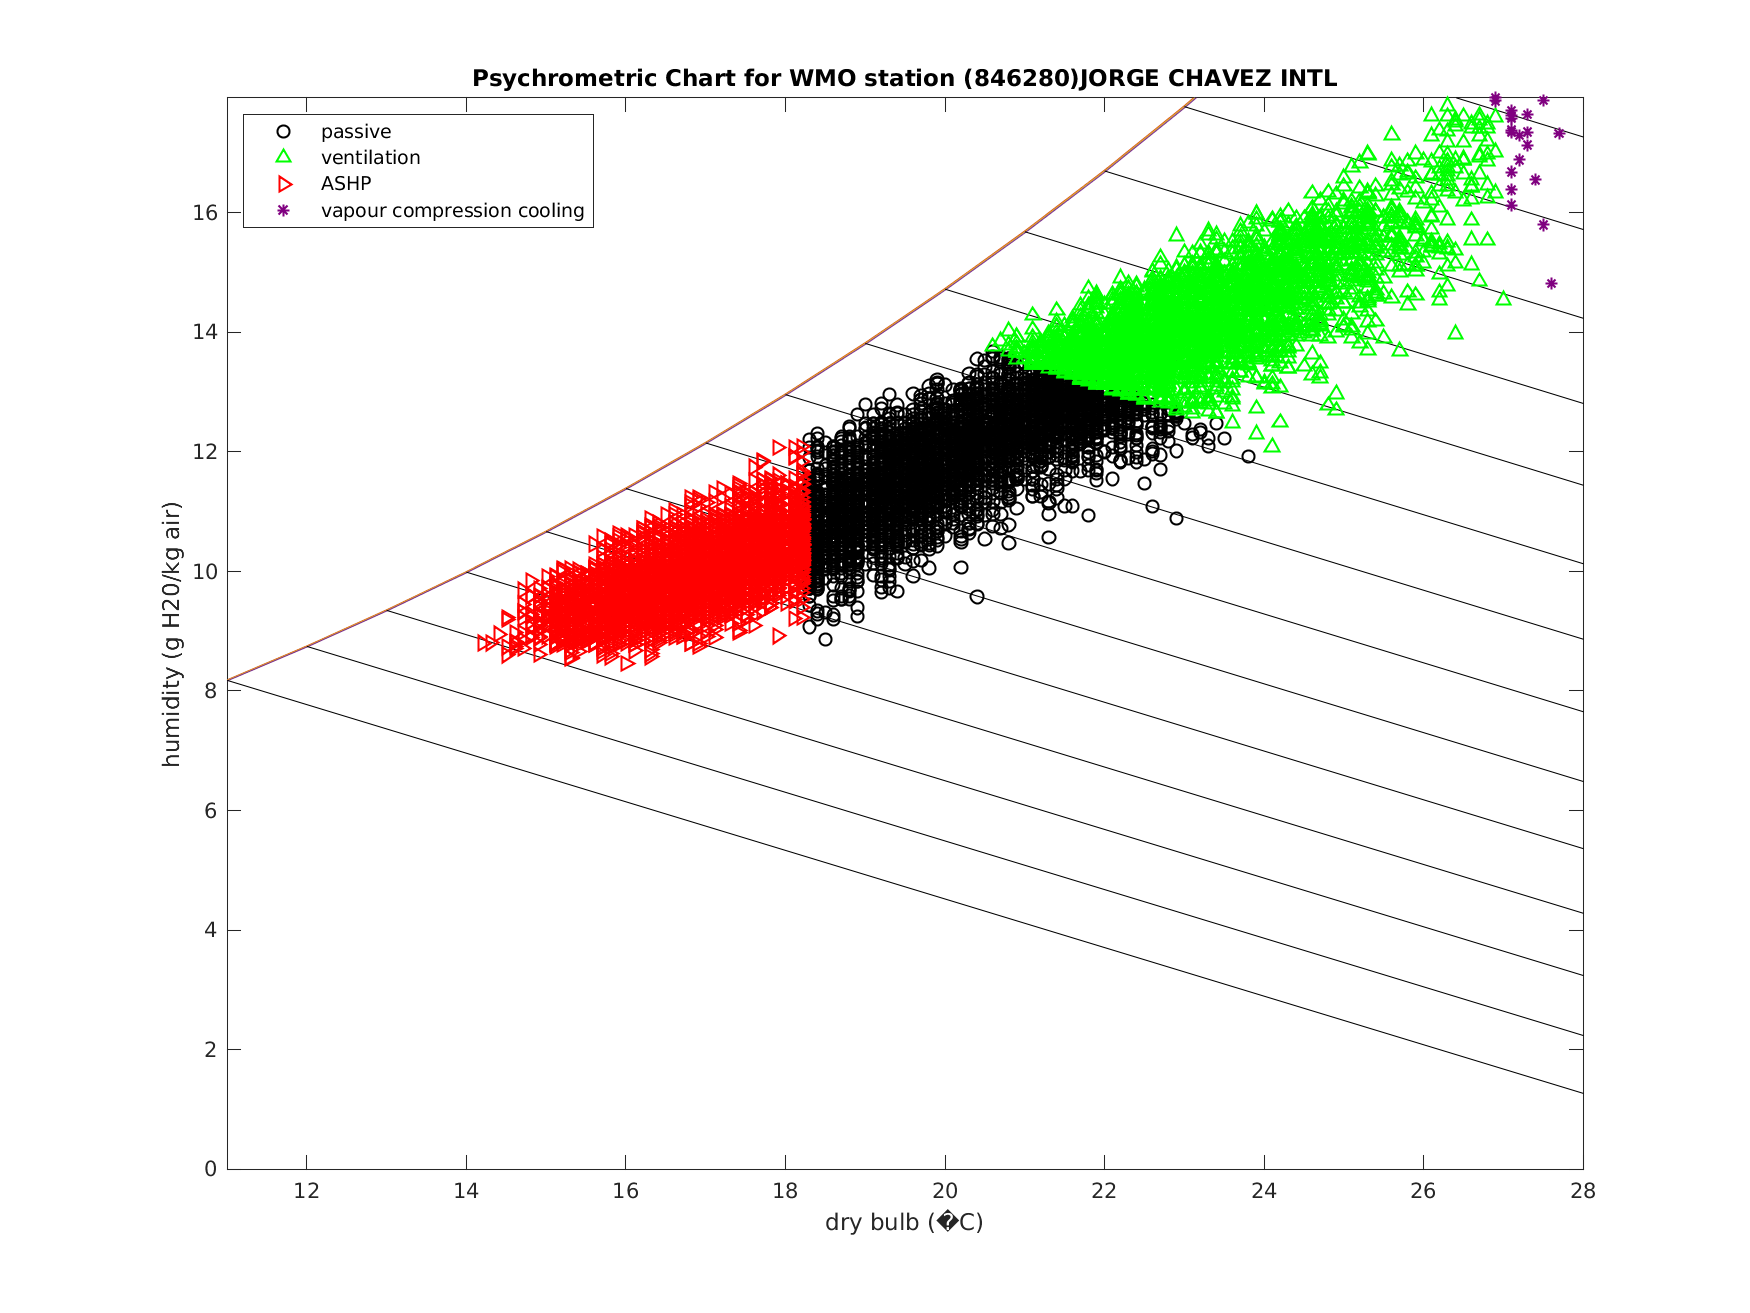 Psychrometric Chart for WMO station (846280)JORGE CHAVEZ INTL
passive
ventilation
ASHP
vapour compression cooling
humidity (g H20/kg air)
16
14
12
10
8
6
4
2
0
12 14 16 18 20 22 24 26 28
dry bulb (�C)